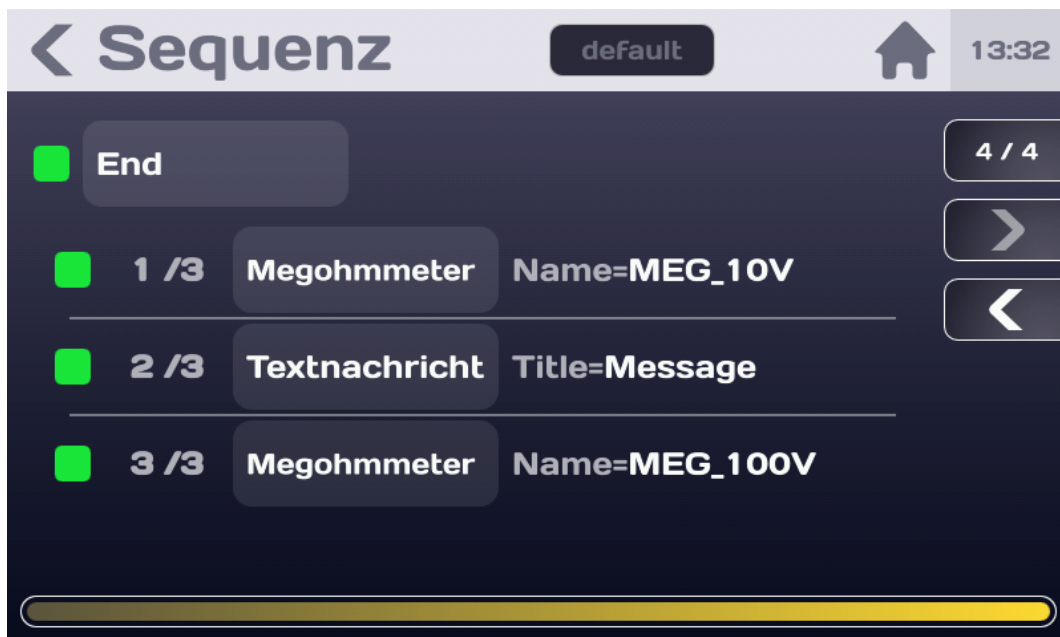 Sequenz default 13:32
End 4 / 4
1 /3 Megohmmeter Name=MEG_10V
2 /3 Textnachricht Title=Message
3 /3 Megohmmeter Name=MEG_100V